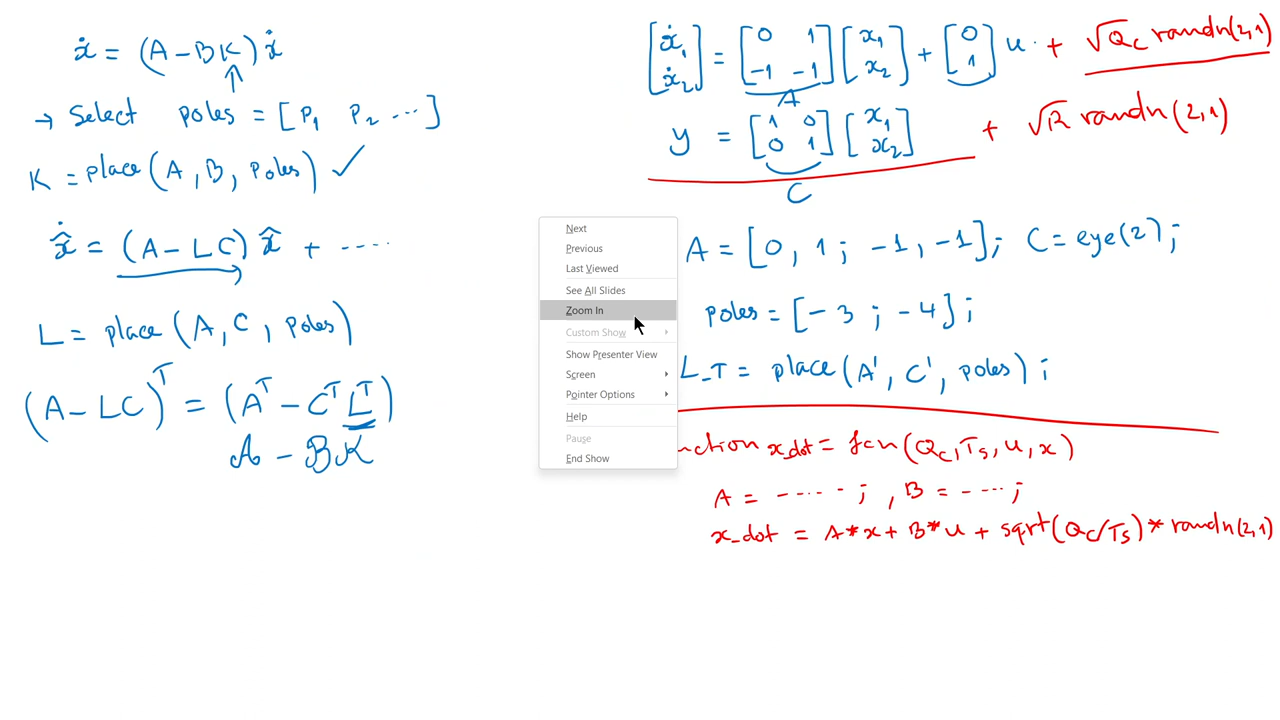 ẋ = (A - BK) ẋ
→ Select poles = [P₁ P₂ ...]
K = place(A, B, Poles) ✓
x̂̇ = (A - LC) x̂ + ----
L = place(A, C, Poles)
(A - LC)ᵀ = (Aᵀ - Cᵀ Lᵀ)
A - BK
[ẋ₁ ẋ₂] = [0 1 -1 -1] [x₁ x₂] + [0 1] u + √Qc randn(2,1)
A
y = [1 0 0 1] [x₁ x₂] + √R randn(2,1)
C
A = [0, 1; -1, -1]; C = eye(2);
poles = [-3; -4];
L_T = place(A', C', poles);
unction x_dot = fcn(Qc, Ts, u, x)
A = -----; , B = ----;
x_dot = A*x + B*u + sqrt(Qc/Ts)*randn(2,1)
Next
Previous
Last Viewed
See All Slides
Zoom In
Custom Show
Show Presenter View
Screen
Pointer Options
Help
Pause
End Show